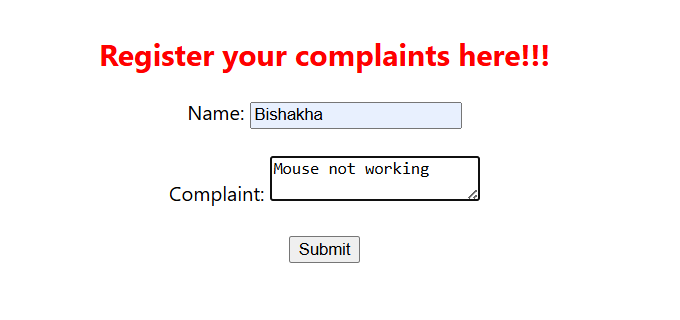 Register your complaints here!!!
Name: Bishakha
Complaint: Mouse not working
Submit